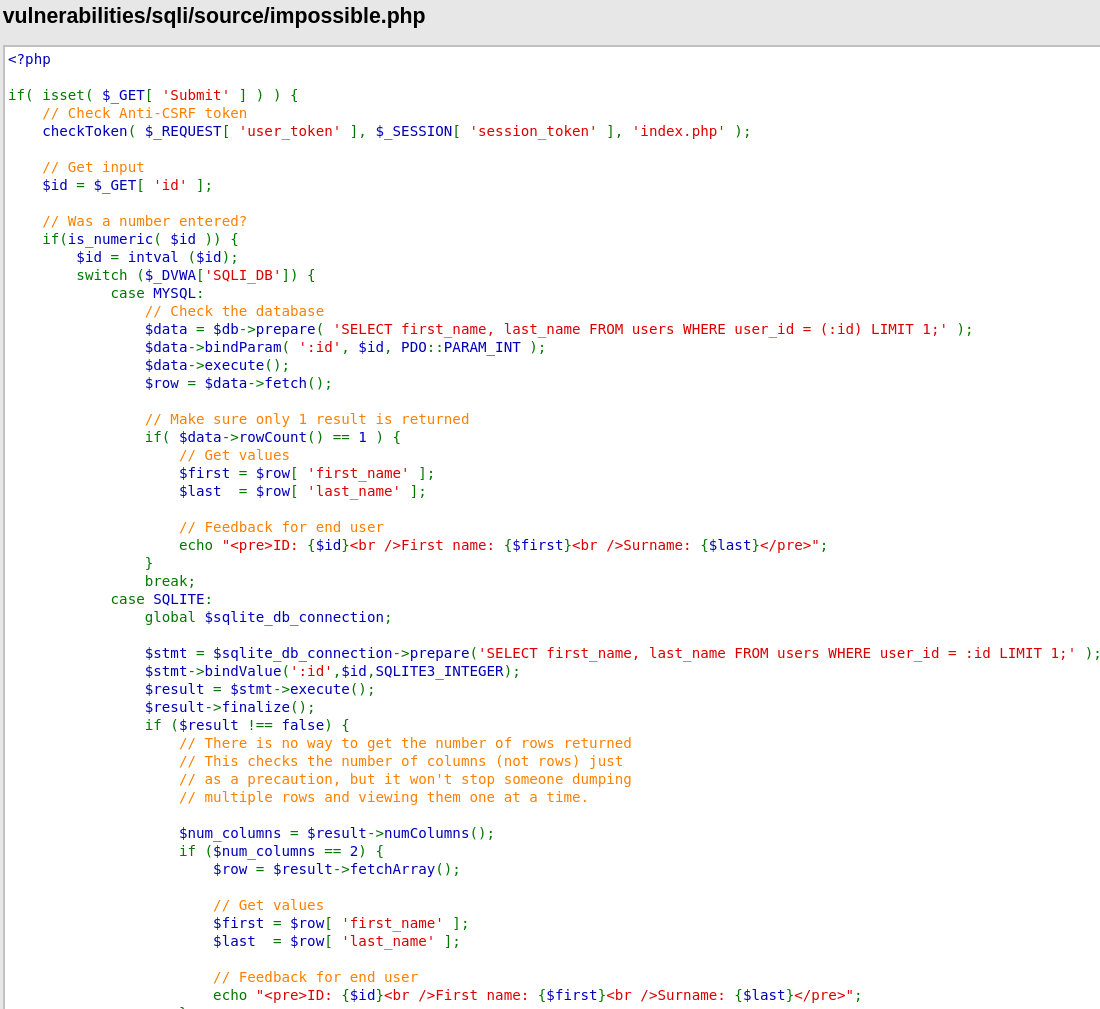 vulnerabilities/sqli/source/impossible.php
<?php
if( isset( $_GET[ 'Submit' ] ) ) {
    // Check Anti-CSRF token
    checkToken( $_REQUEST[ 'user_token' ], $_SESSION[ 'session_token' ], 'index.php' );
    // Get input
    $id = $_GET[ 'id' ];
    // Was a number entered?
    if(is_numeric( $id )) {
        $id = intval ($id);
        switch ($_DVWA['SQLI_DB']) {
            case MYSQL:
                // Check the database
                $data = $db->prepare( 'SELECT first_name, last_name FROM users WHERE user_id = (:id) LIMIT 1;' );
                $data->bindParam( ':id', $id, PDO::PARAM_INT );
                $data->execute();
                $row = $data->fetch();
                // Make sure only 1 result is returned
                if( $data->rowCount() == 1 ) {
                    // Get values
                    $first = $row[ 'first_name' ];
                    $last  = $row[ 'last_name' ];
                    // Feedback for end user
                    echo "<pre>ID: {$id}<br />First name: {$first}<br />Surname: {$last}</pre>";
                }
                break;
            case SQLITE:
                global $sqlite_db_connection;
                $stmt = $sqlite_db_connection->prepare('SELECT first_name, last_name FROM users WHERE user_id = :id LIMIT 1;' );
                $stmt->bindValue(':id',$id,SQLITE3_INTEGER);
                $result = $stmt->execute();
                $result->finalize();
                if ($result !== false) {
                    // There is no way to get the number of rows returned
                    // This checks the number of columns (not rows) just
                    // as a precaution, but it won't stop someone dumping
                    // multiple rows and viewing them one at a time.
                    $num_columns = $result->numColumns();
                    if ($num_columns == 2) {
                        $row = $result->fetchArray();
                        // Get values
                        $first = $row[ 'first_name' ];
                        $last  = $row[ 'last_name' ];
                        // Feedback for end user
                        echo "<pre>ID: {$id}<br />First name: {$first}<br />Surname: {$last}</pre>";